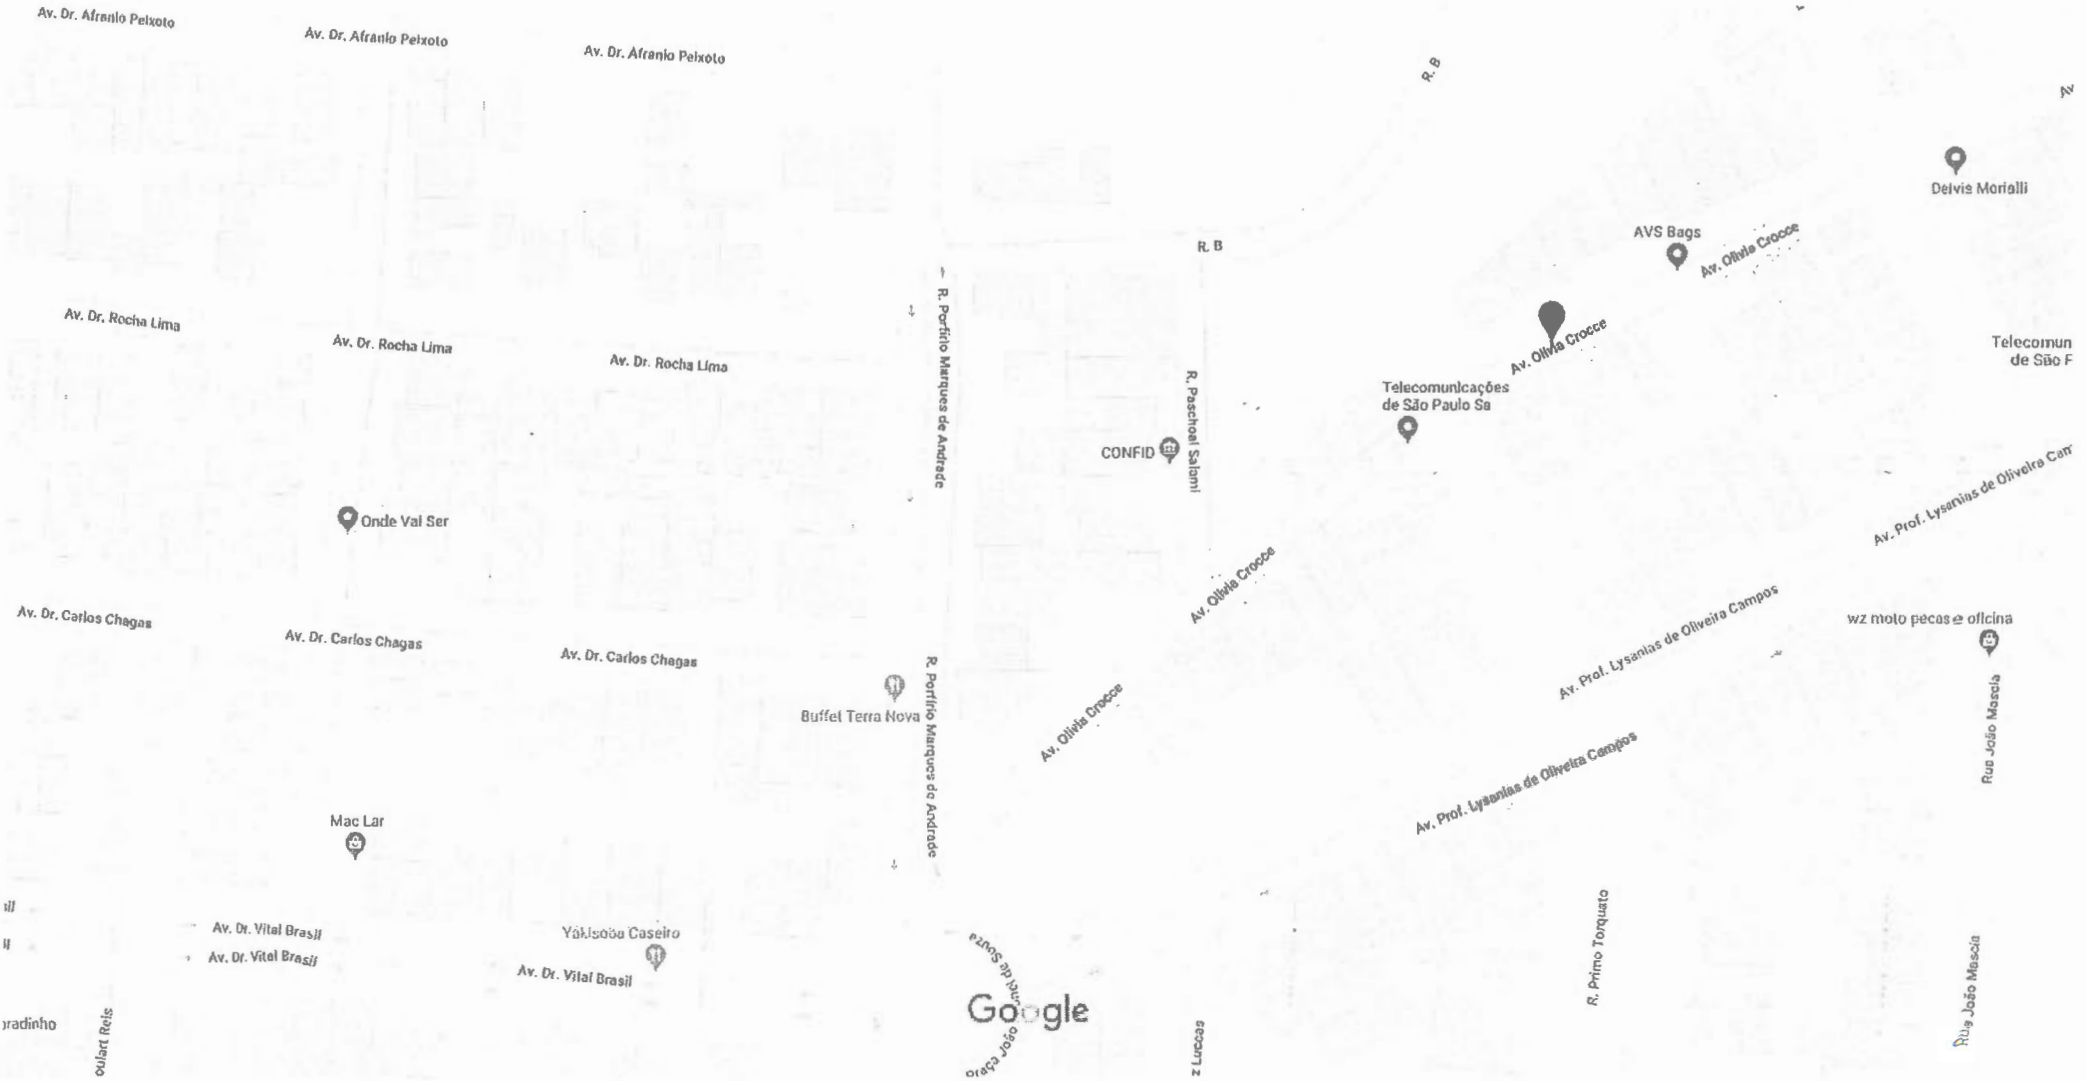 Av. Dr. Afranio Peixoto
Av. Dr. Afranio Peixoto
Av. Dr. Afranio Peixoto
R. B
Av
Delvis Morialli
AVS Bags
Av. Olivia Crocce
R. B
R. Porfirio Marques de Andrade
Av. Dr. Rocha Lima
Av. Dr. Rocha Lima
Av. Dr. Rocha Lima
Av. Olivia Crocce
Telecomun
de São F
R. Paschoal Salami
Telecomunicações
de São Paulo Sa
CONFID
Av. Prof. Lysanias de Oliveira Cam
Onde Vai Ser
Av. Olivia Crocce
Av. Dr. Carlos Chagas
Av. Dr. Carlos Chagas
Av. Dr. Carlos Chagas
Av. Prof. Lysanias de Oliveira Campos
wz moto pecas e oficina
Buffet Terra Nova
R. Porfírio Marques de Andrade
Av. Olivia Crocce
Rua João Mascia
Av. Prof. Lysanias de Oliveira Campos
Mac Lar
Av. Dr. Vital Brasil
Av. Dr. Vital Brasil
Yakisoba Caseiro
Av. Dr. Vital Brasil
R. Primo Torquato
Rua João Mascia
Google
oradinho
oulart Reis
z Luccas